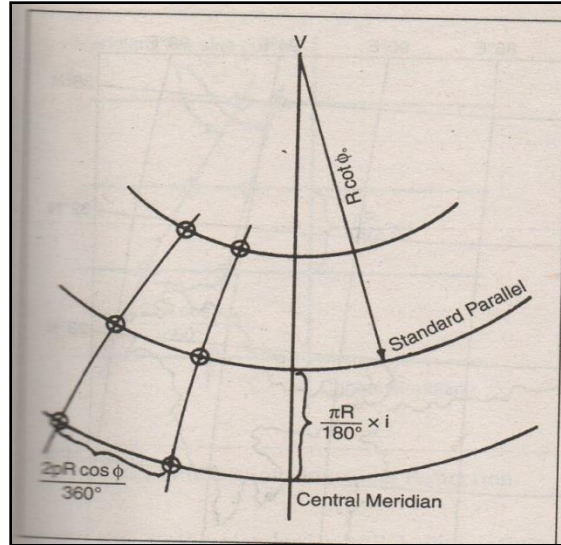 V
R cot φ₀
Standard Parallel
πR
180° × i
2pR cos φ
360°
Central Meridian